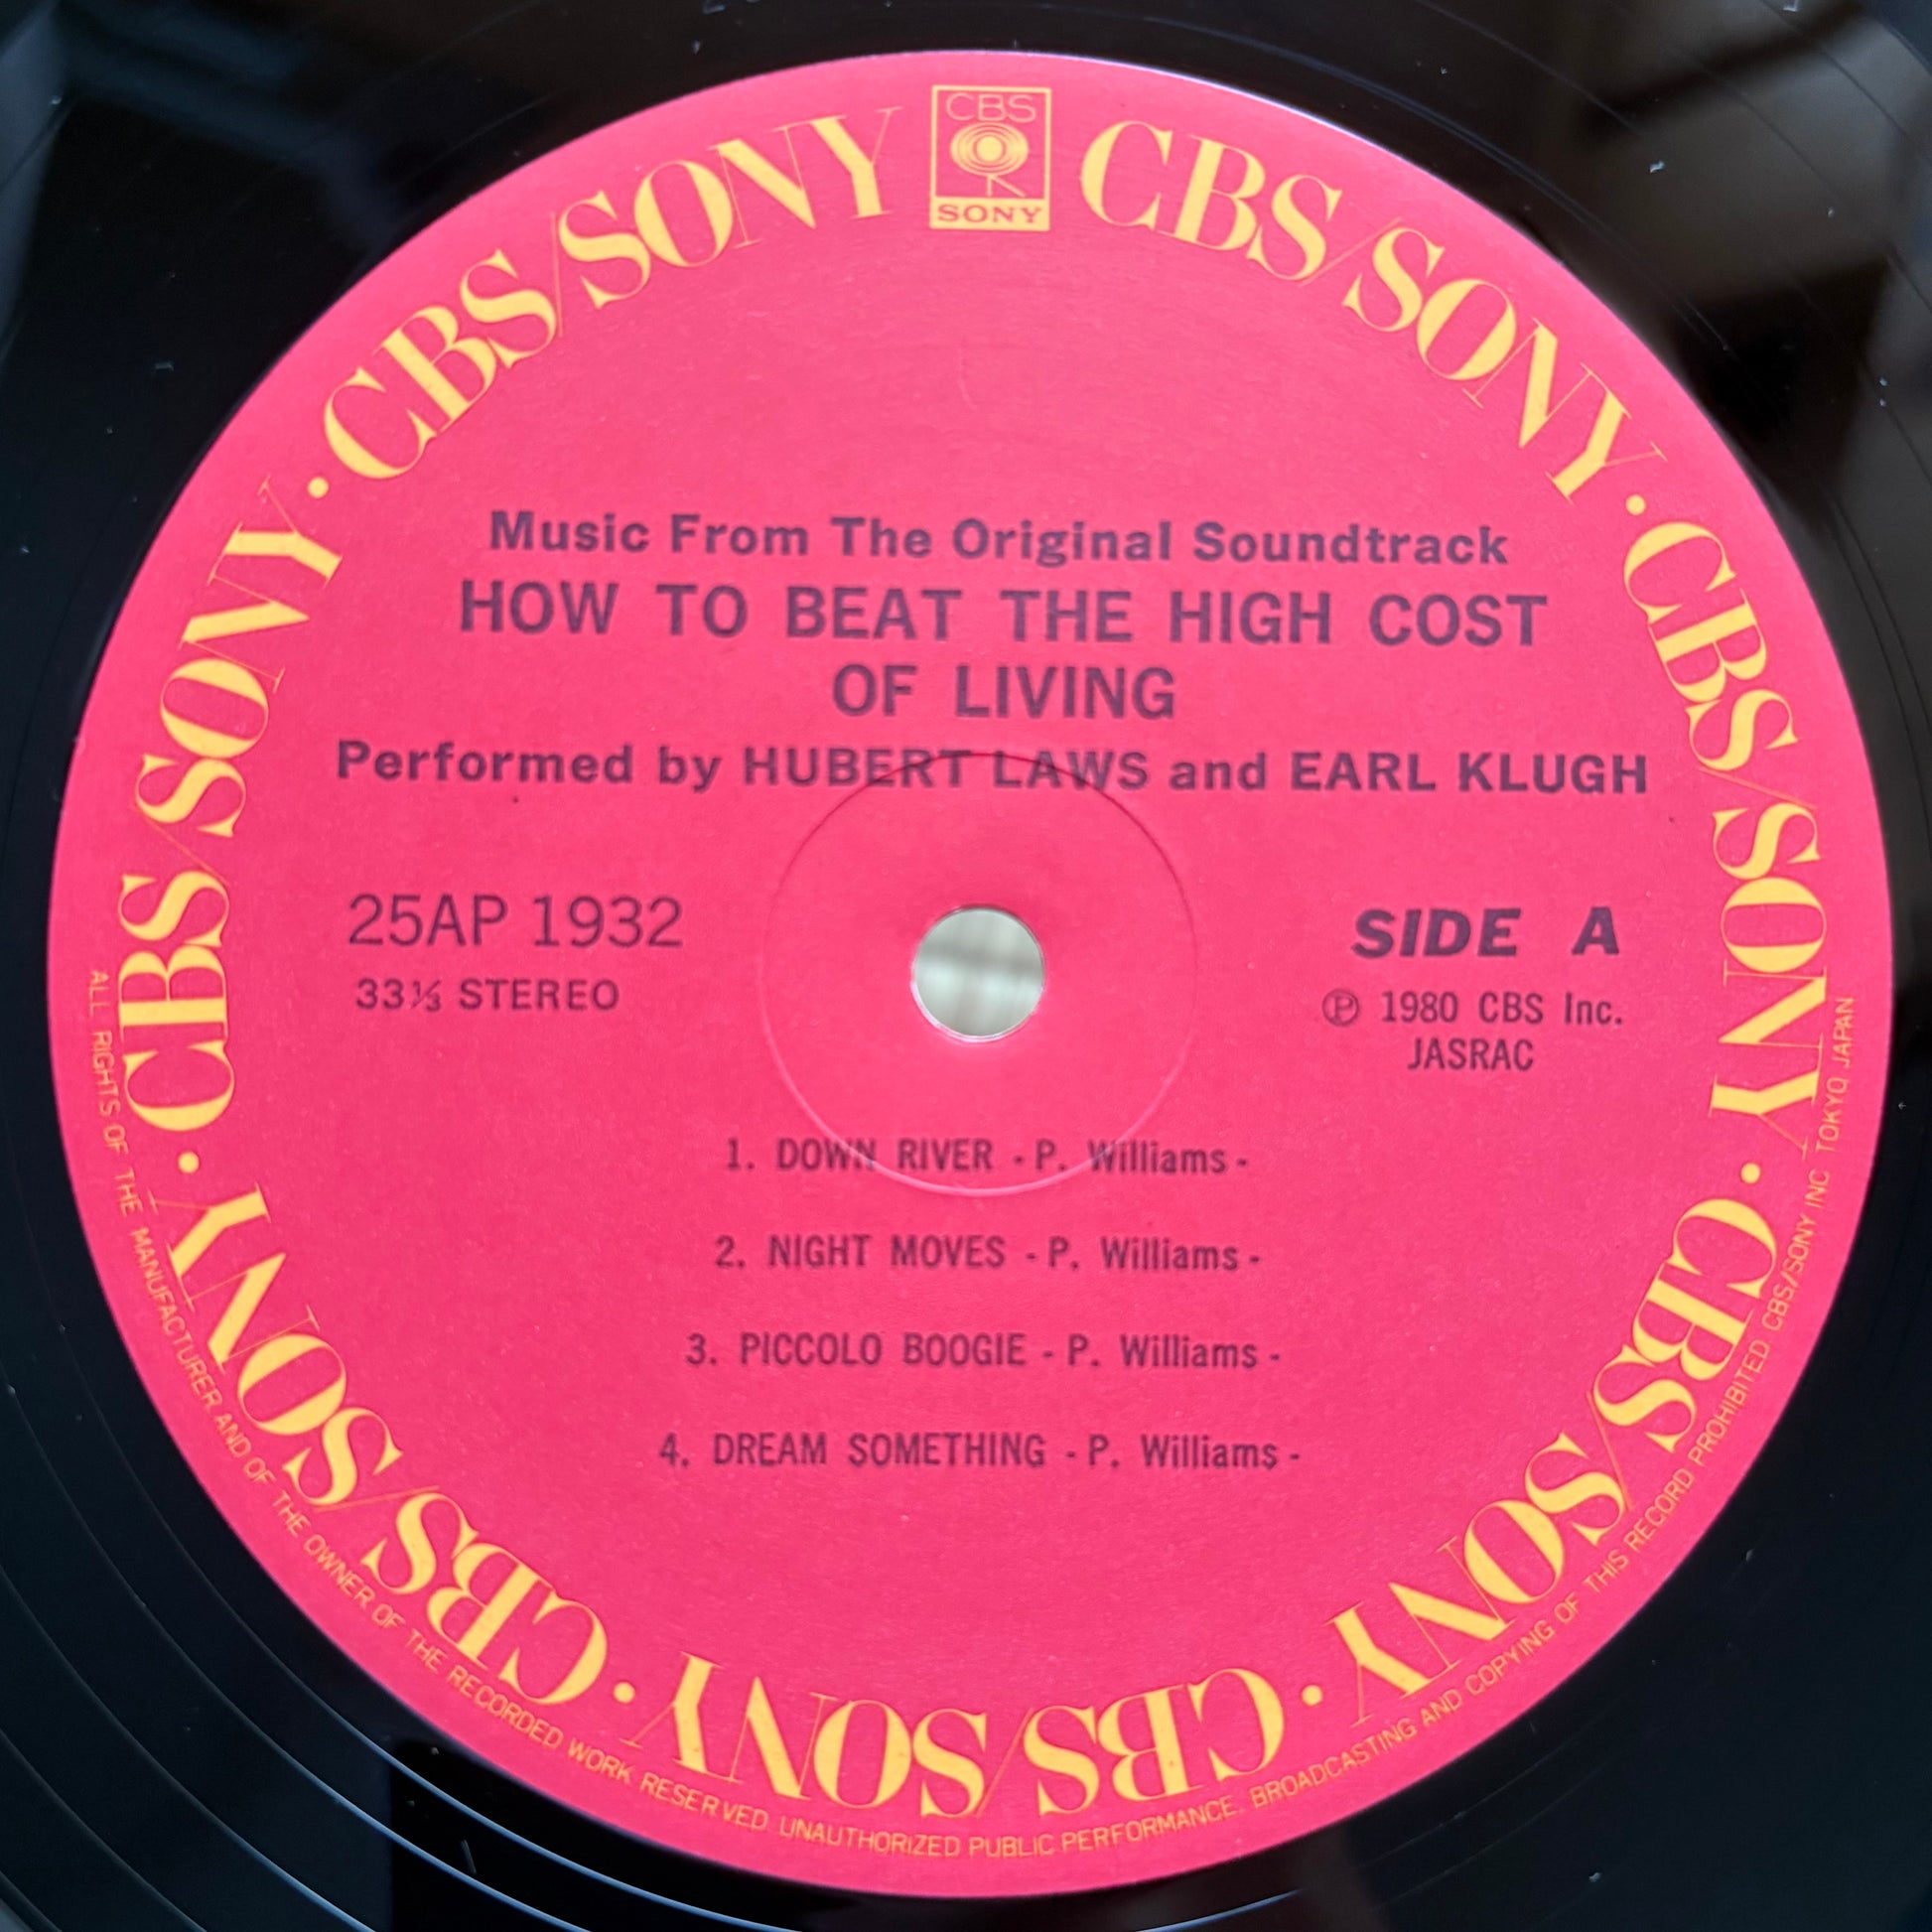 CBS
SONY
CBS/SONY · CBS/SONY · CBS/SONY · CBS/SONY · CBS/SONY · CBS/SONY · CBS/SONY
Music From The Original Soundtrack
HOW TO BEAT THE HIGH COST
OF LIVING
Performed by HUBERT LAWS and EARL KLUGH
25AP 1932
33⅓ STEREO
SIDE A
℗ 1980 CBS Inc.
JASRAC
1. DOWN RIVER - P. Williams -
2. NIGHT MOVES - P. Williams -
3. PICCOLO BOOGIE - P. Williams -
4. DREAM SOMETHING - P. Williams -
ALL RIGHTS OF THE MANUFACTURER AND OF THE OWNER OF THE RECORDED WORK RESERVED. UNAUTHORIZED PUBLIC PERFORMANCE. BROADCASTING AND COPYING OF THIS RECORD PROHIBITED CBS/SONY INC. TOKYO, JAPAN